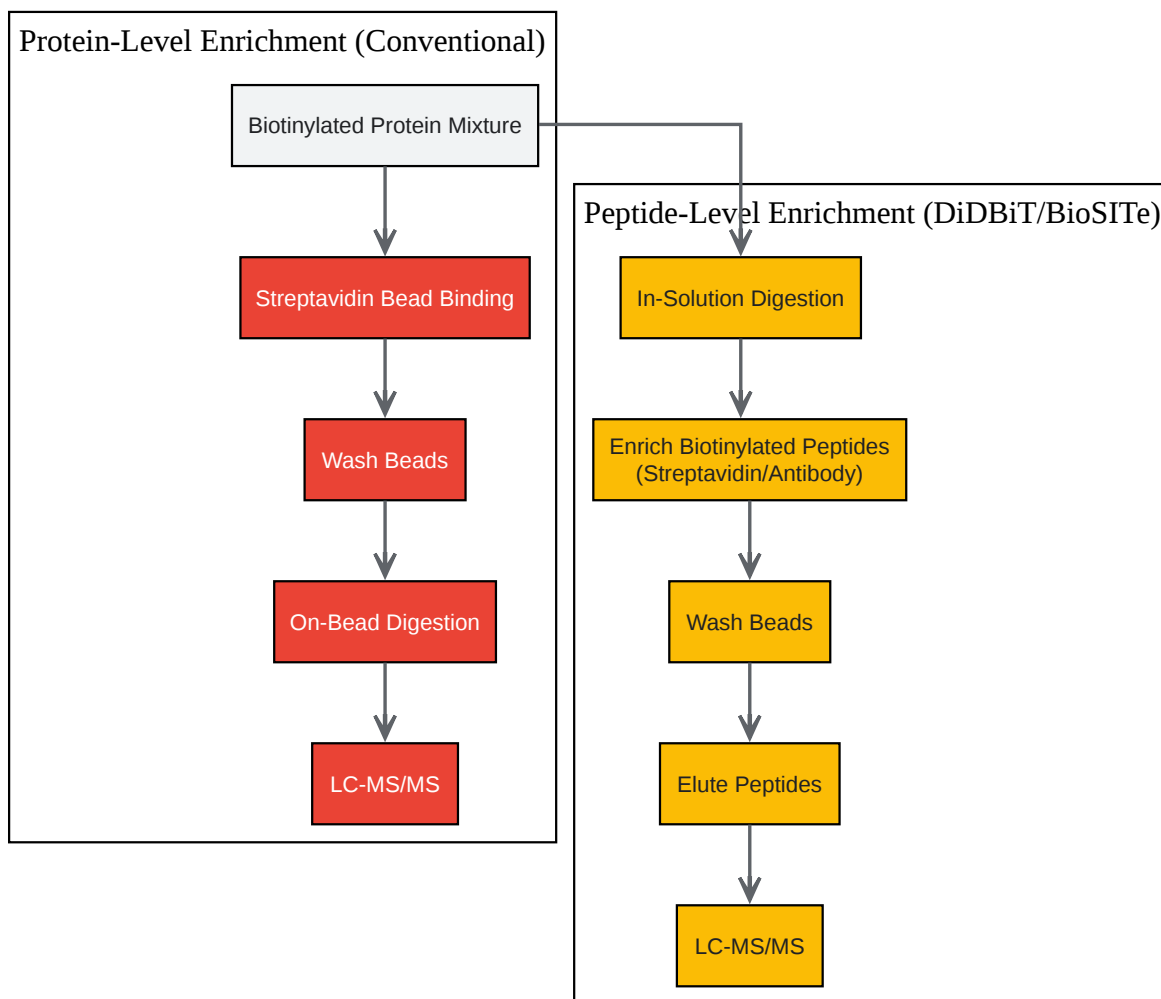 Protein-Level Enrichment (Conventional)
Biotinylated Protein Mixture
Streptavidin Bead Binding
Wash Beads
On-Bead Digestion
LC-MS/MS
Peptide-Level Enrichment (DiDBiT/BioSITe)
In-Solution Digestion
Enrich Biotinylated Peptides
(Streptavidin/Antibody)
Wash Beads
Elute Peptides
LC-MS/MS